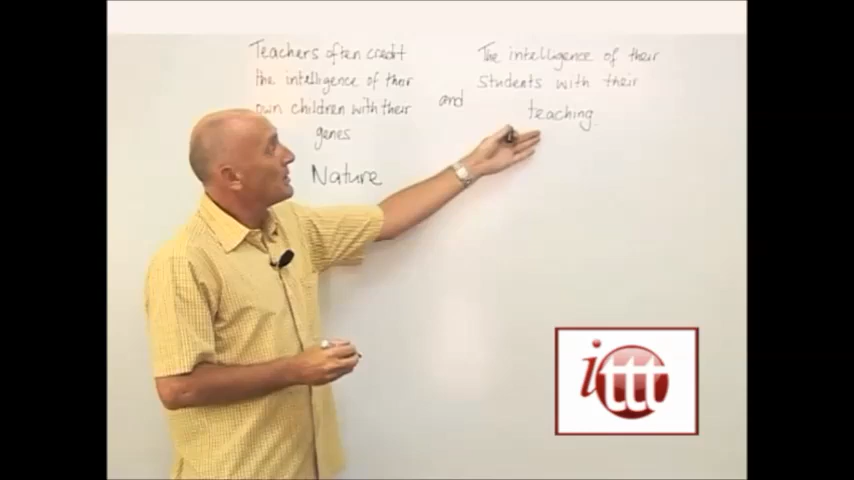 Teachers often credit
the intelligence of their
own children with their
genes
Nature
and
The intelligence of their
Students with their
teaching.
ittt